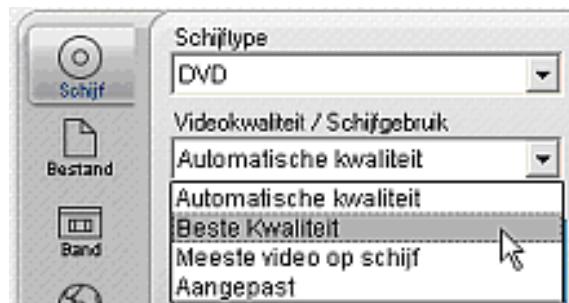 Schijftype
DVD
Schijf
Videokwaliteit / Schijfgebruik
Automatische kwaliteit
Bestand
Automatische kwaliteit
Beste Kwaliteit
Band
Meeste video op schijf
Aangepast